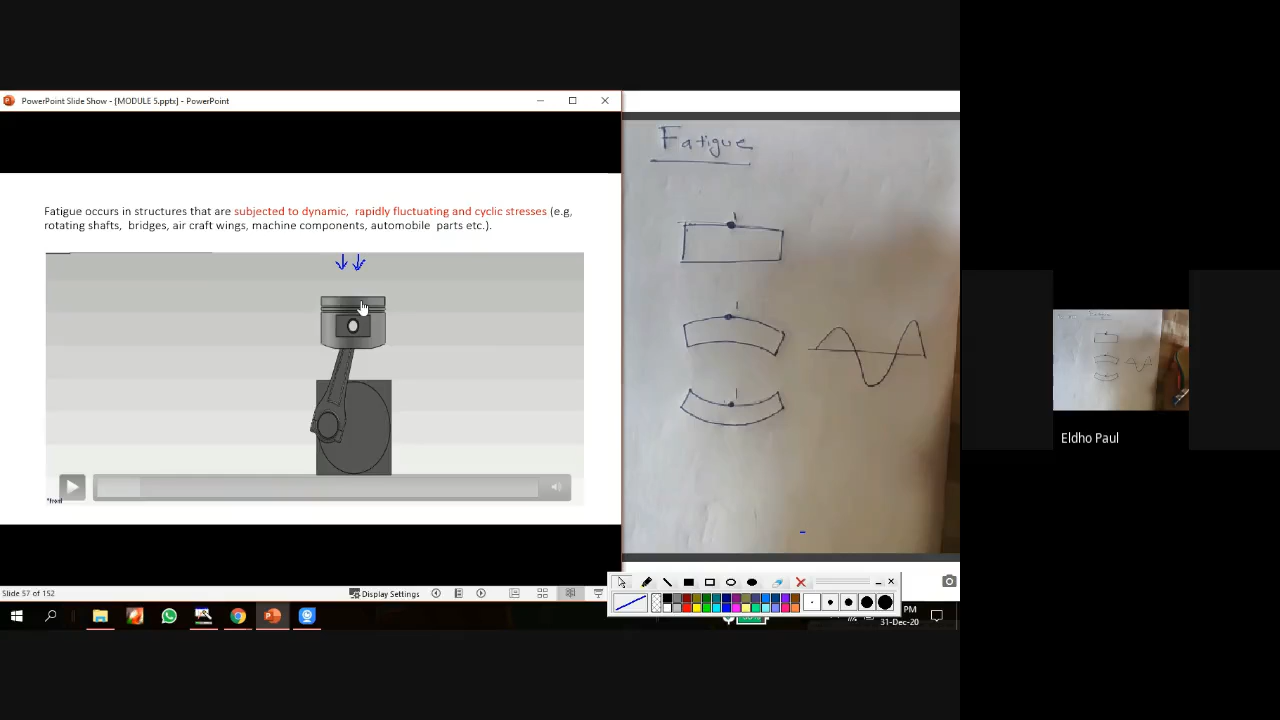 PowerPoint Slide Show - [MODULE 5.pptx] - PowerPoint
Fatigue
Fatigue occurs in structures that are subjected to dynamic, rapidly fluctuating and cyclic stresses (e.g,
rotating shafts, bridges, air craft wings, machine components, automobile parts etc.).
*Front
Eldho Paul
Slide 57 of 152
Display Settings
PM
31-Dec-20